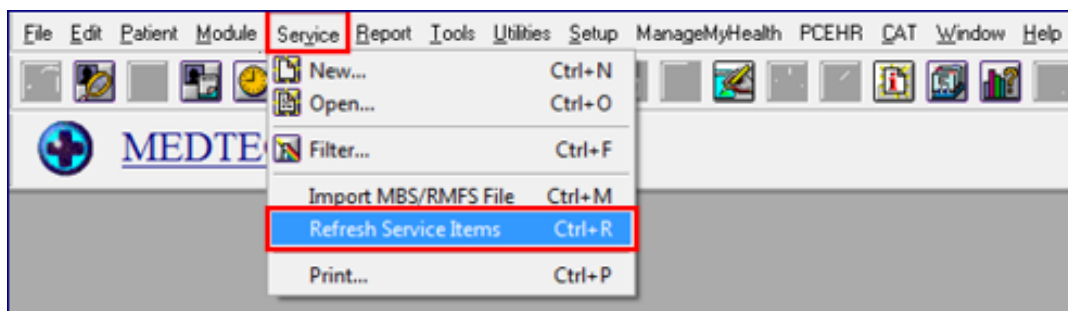 File Edit Patient Module Service Report Tools Utilities Setup ManageMyHealth PCEHR CAT Window Help
New... Ctrl+N
Open... Ctrl+O
MEDTE
Filter... Ctrl+F
Import MBS/RMFS File Ctrl+M
Refresh Service Items Ctrl+R
Print... Ctrl+P